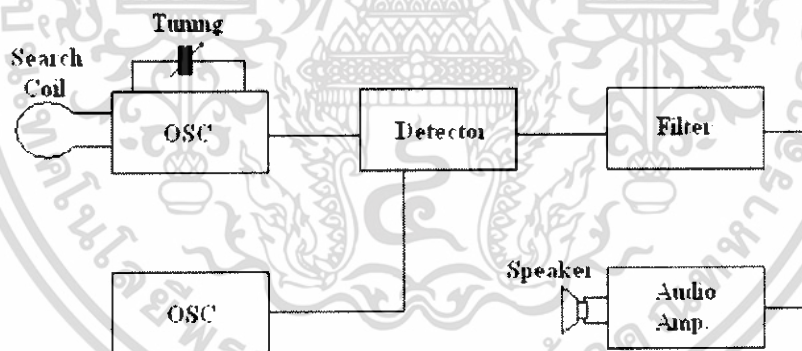 Tuning
Search
Coil
OSC
Detector
Filter
OSC
Speaker
Audio
Amp.